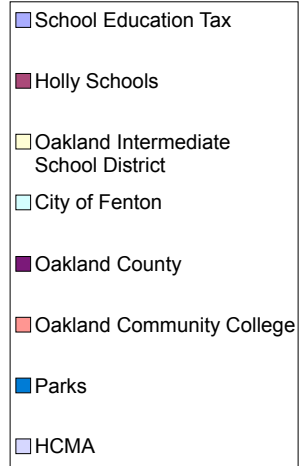 School Education Tax
Holly Schools
Oakland Intermediate
School District
City of Fenton
Oakland County
Oakland Community College
Parks
HCMA